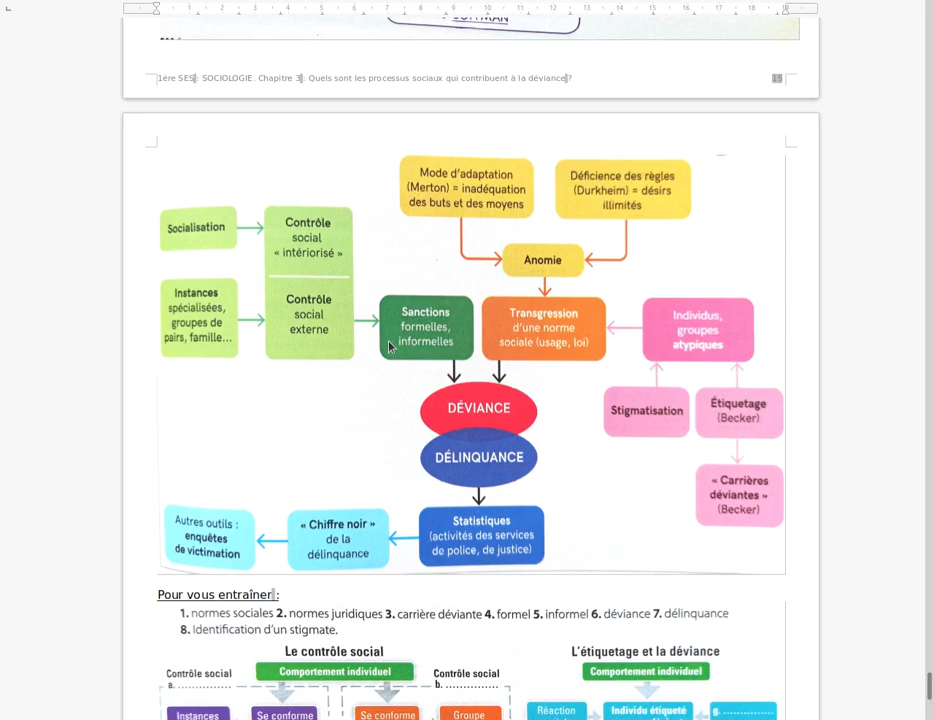 1ère SES : SOCIOLOGIE. Chapitre 3 : Quels sont les processus sociaux qui contribuent à la déviance ?
15
Mode d'adaptation
(Merton) = inadéquation
des buts et des moyens
Déficience des règles
(Durkheim) = désirs
illimités
Socialisation
Contrôle
social
« intériorisé »
Anomie
Instances
spécialisées,
groupes de
pairs, famille...
Contrôle
social
externe
Sanctions
formelles,
informelles
Transgression
d'une norme
sociale (usage, loi)
Individus,
groupes
atypiques
Stigmatisation
Étiquetage
(Becker)
DÉVIANCE
DÉLINQUANCE
« Carrières
déviantes »
(Becker)
Autres outils :
enquêtes
de victimation
« Chiffre noir »
de la
délinquance
Statistiques
(activités des services
de police, de justice)
Pour vous entraîner :
1. normes sociales 2. normes juridiques 3. carrière déviante 4. formel 5. informel 6. déviance 7. délinquance
8. Identification d'un stigmate.
Le contrôle social
Contrôle social
a. ..................
Comportement individuel
Contrôle social
b. .................
Instances
Se conforme
Se conforme
Groupe
L'étiquetage et la déviance
Comportement individuel
Réaction
Individu étiqueté
g. ..................